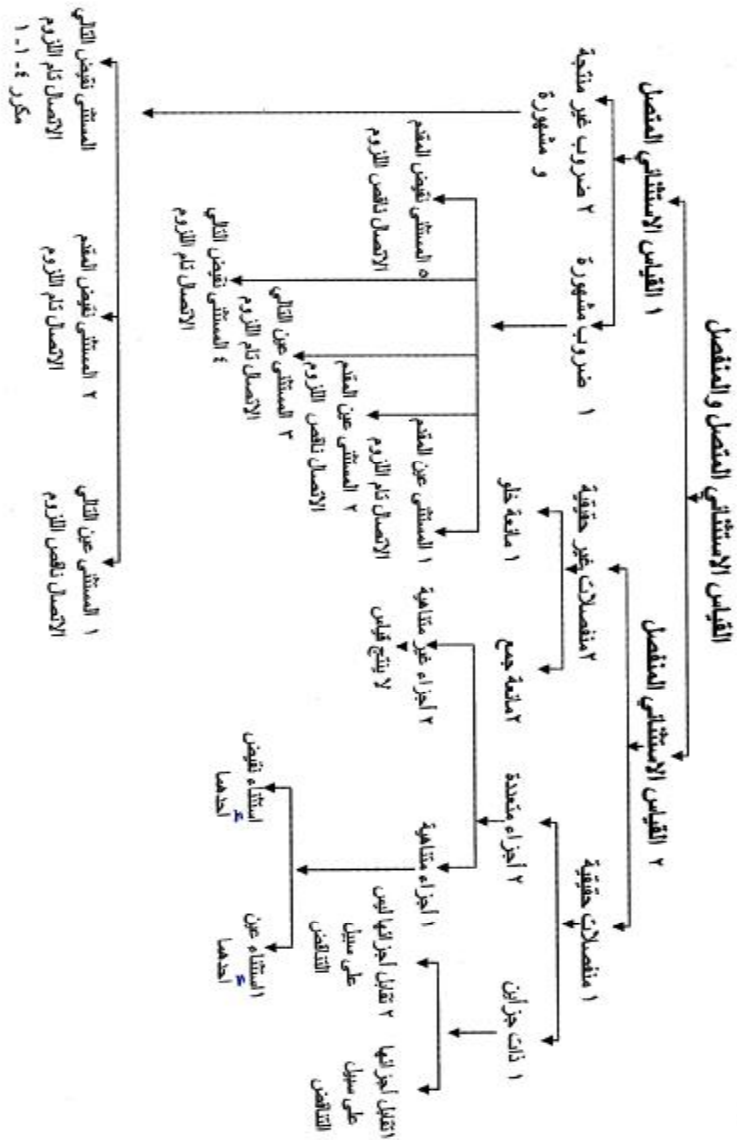 القياس الاستثنائي المتصل والمنفصل
١ القياس الاستثنائي المتصل
٢ القياس الاستثنائي المنفصل
١ ضروب مشهورة
٢ ضروب غير منتجة
و مشهورة
١ المستثنى عين المقدم
الاتصال تام اللزوم
٢ المستثنى عين المقدم
الاتصال ناقص اللزوم
٣ المستثنى عين التالي
الاتصال تام اللزوم
٤ المستثنى نقيض التالي
الاتصال تام اللزوم
٥ المستثنى نقيض المقدم
الاتصال ناقص اللزوم
١ المستثنى عين التالي
الاتصال ناقص اللزوم
٢ المستثنى نقيض المقدم
الاتصال تام اللزوم
المستثنى نقيض التالي
الاتصال تام اللزوم
مكرر ٤-١-١
١ منفصلات حقيقية
٢ منفصلات غير حقيقية
١ ذات جزأين
٢ أجزاء متعددة
١ مانعة خلو
٢ مانعة جمع
١ تقابل أجزائها
على سبيل
التناقض
٢ تقابل أجزائها ليس
على سبيل
التناقض
١ أجزاء متناهية
٢ أجزاء غير متناهية
لا ينتج قياس
١ استثناء عين
أحدهما
استثناء نقيض
أحدهما